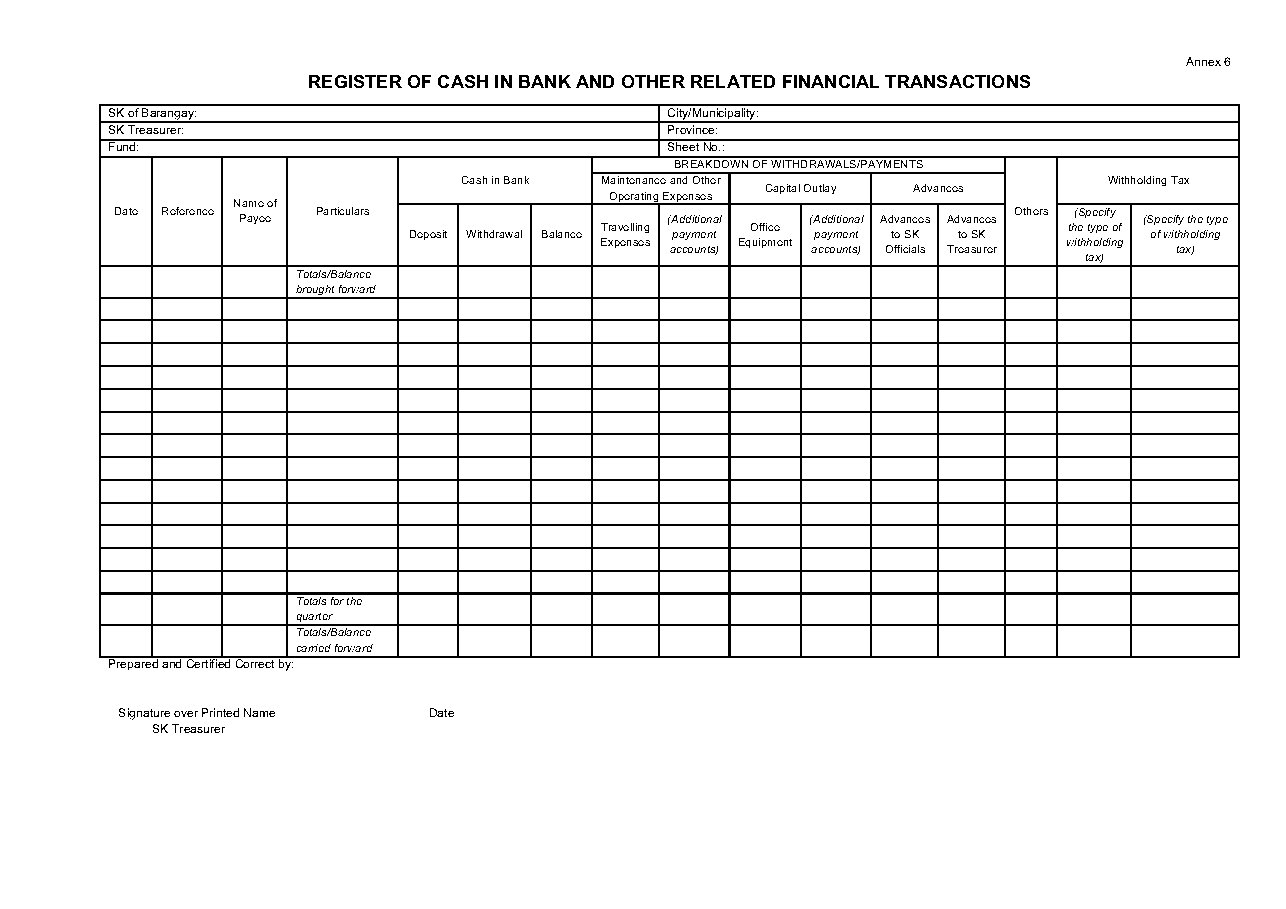 Annex 6
REGISTER OF CASH IN BANK AND OTHER RELATED FINANCIAL TRANSACTIONS
SK of Barangay: City/Municipality:
SK Treasurer: Province:
Fund: Sheet No.:
Date
Reference
Name of
Payee
Particulars
Cash in Bank
Deposit
Withdrawal
Balance
BREAKDOWN OF WITHDRAWALS/PAYMENTS
Maintenance and Other
Operating Expenses
Travelling
Expenses
(Additional
payment
accounts)
Capital Outlay
Office
Equipment
(Additional
payment
accounts)
Advances
Advances
to SK
Officials
Advances
to SK
Treasurer
Others
Withholding Tax
(Specify
the type of
withholding
tax)
(Specify the type
of withholding
tax)
Totals/Balance
brought forward
Totals for the
quarter
Totals/Balance
carried forward
Prepared and Certified Correct by:
Signature over Printed Name Date
SK Treasurer